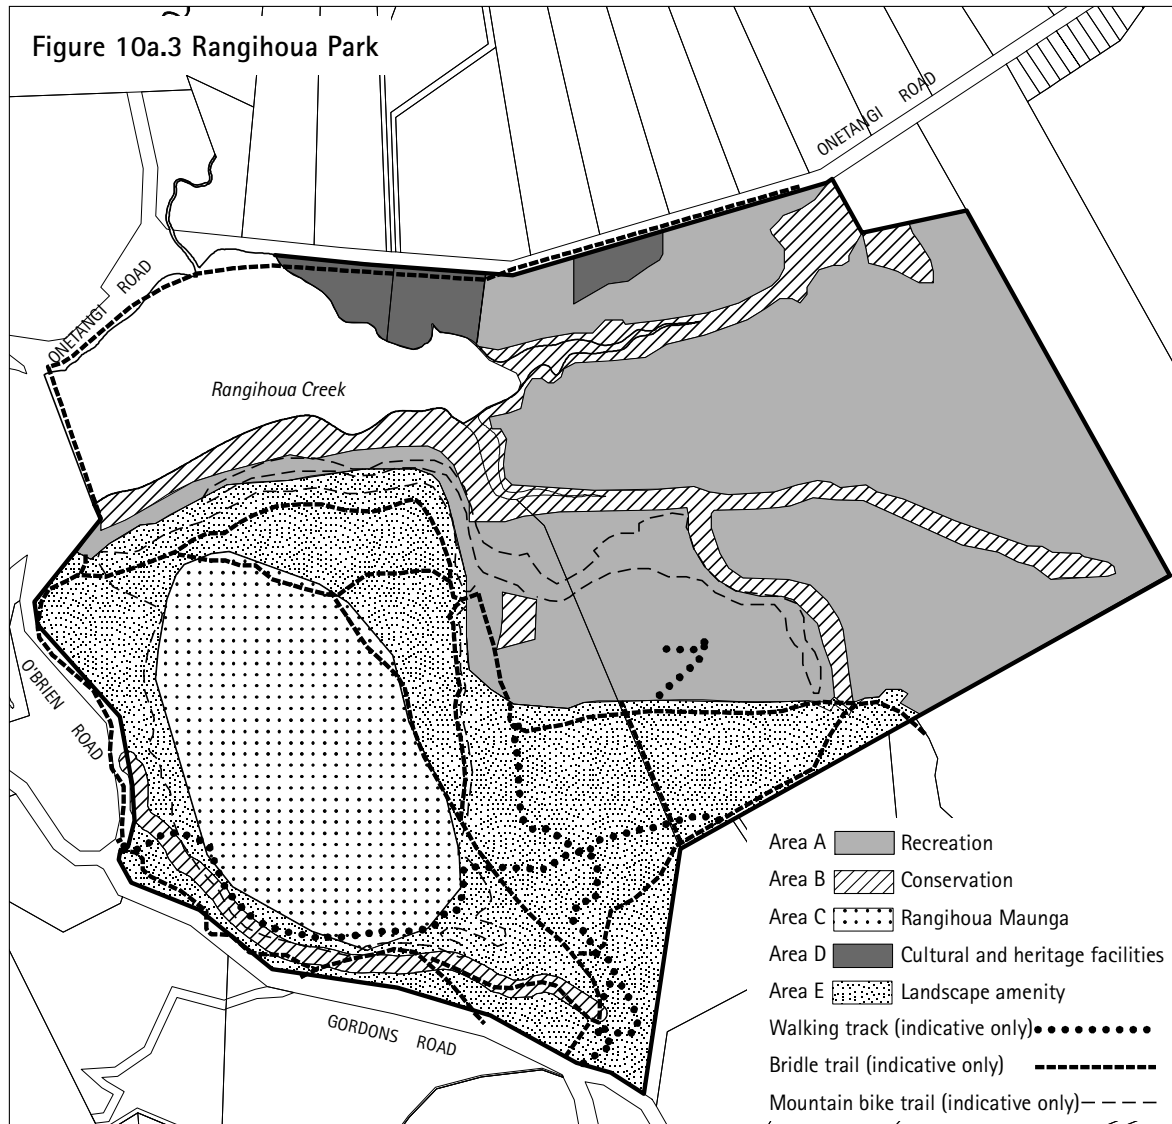 Figure 10a.3 Rangihoua Park
ONETANGI ROAD
ONETANGI ROAD
Rangihoua Creek
O'BRIEN ROAD
GORDONS ROAD
Area A Recreation
Area B Conservation
Area C Rangihoua Maunga
Area D Cultural and heritage facilities
Area E Landscape amenity
Walking track (indicative only)
Bridle trail (indicative only)
Mountain bike trail (indicative only)